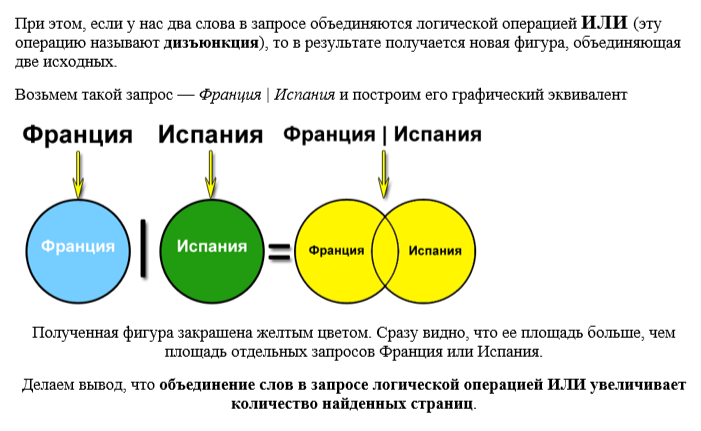 При этом, если у нас два слова в запросе объединяются логической операцией ИЛИ (эту
операцию называют дизъюнкция), то в результате получается новая фигура, объединяющая
две исходных.
Возьмем такой запрос — Франция | Испания и построим его графический эквивалент
Франция Испания Франция | Испания
Франция | Испания = Франция Испания
Полученная фигура закрашена желтым цветом. Сразу видно, что ее площадь больше, чем
площадь отдельных запросов Франция или Испания.
Делаем вывод, что объединение слов в запросе логической операцией ИЛИ увеличивает
количество найденных страниц.